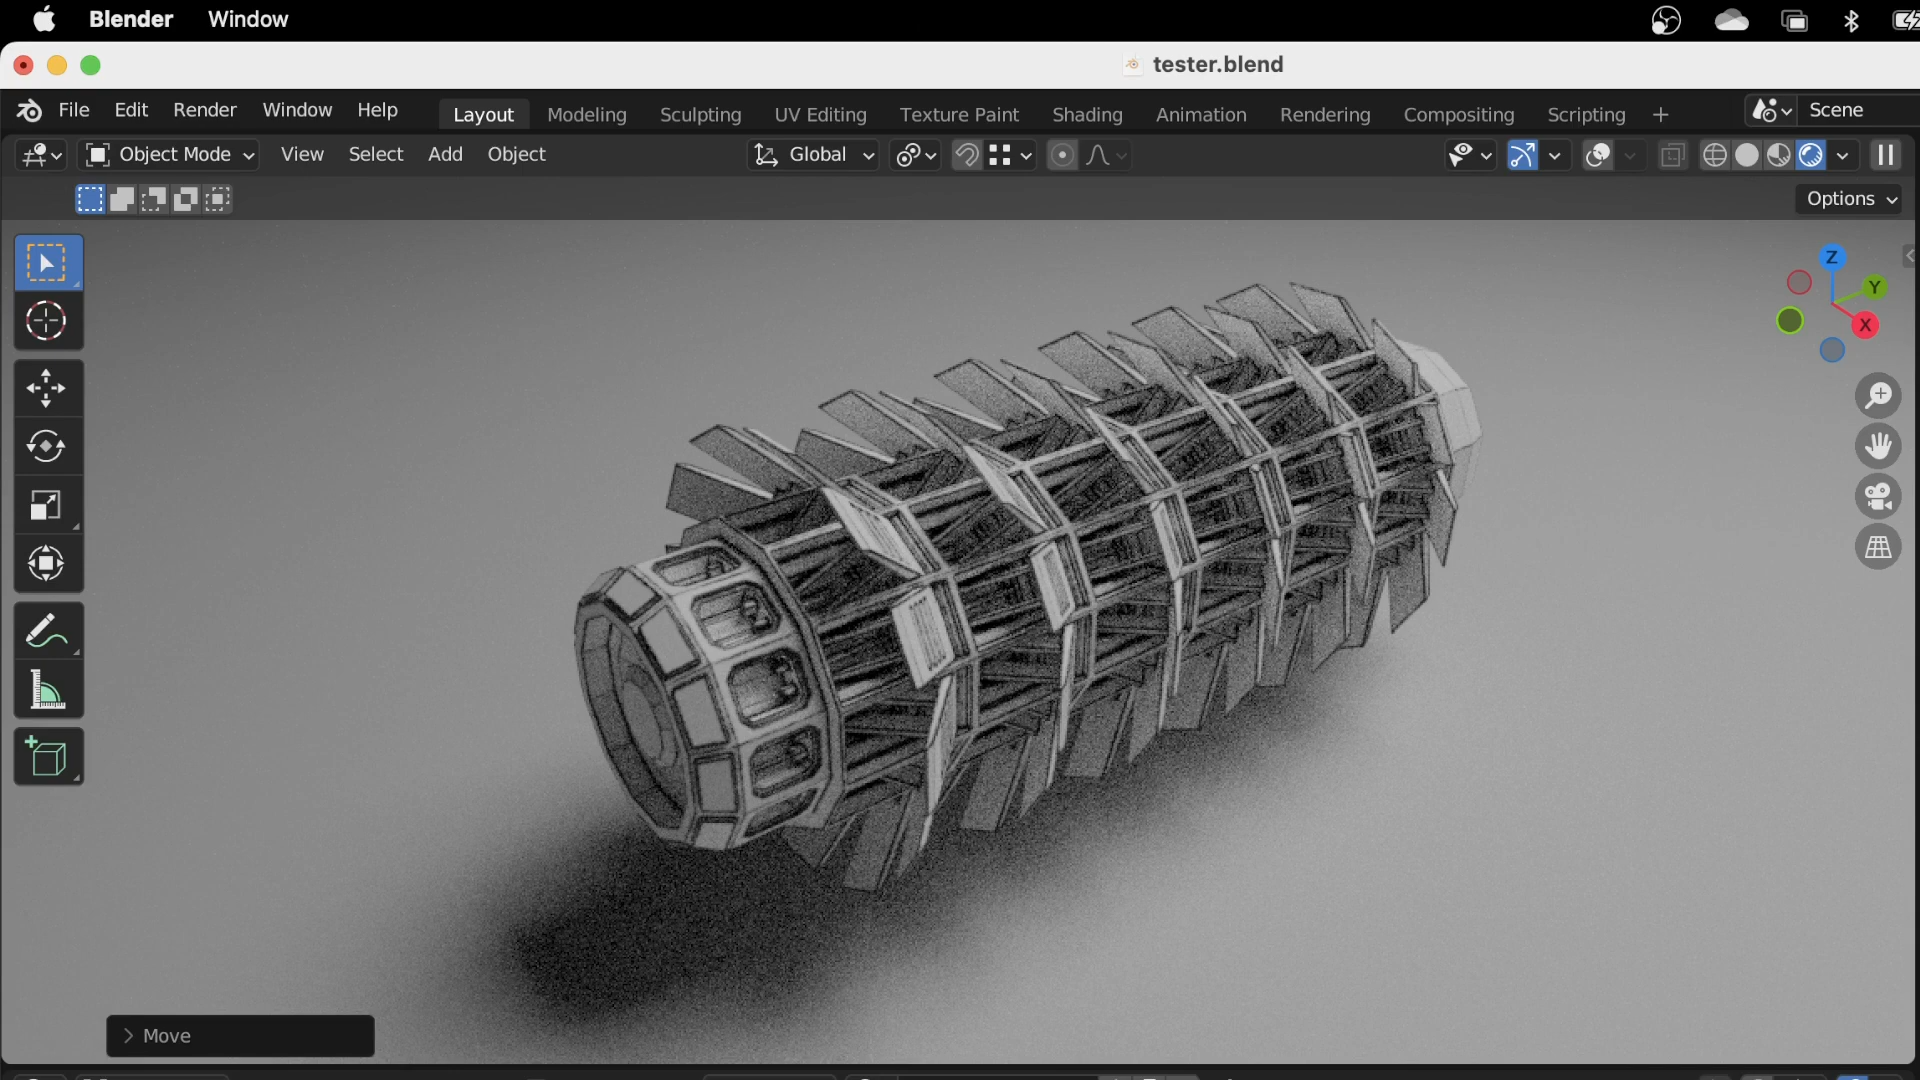 Blender Window
tester.blend
File Edit Render Window Help Layout Modeling Sculpting UV Editing Texture Paint Shading Animation Rendering Compositing Scripting + Scene
Object Mode View Select Add Object Global
Options
Z
Y
X
> Move